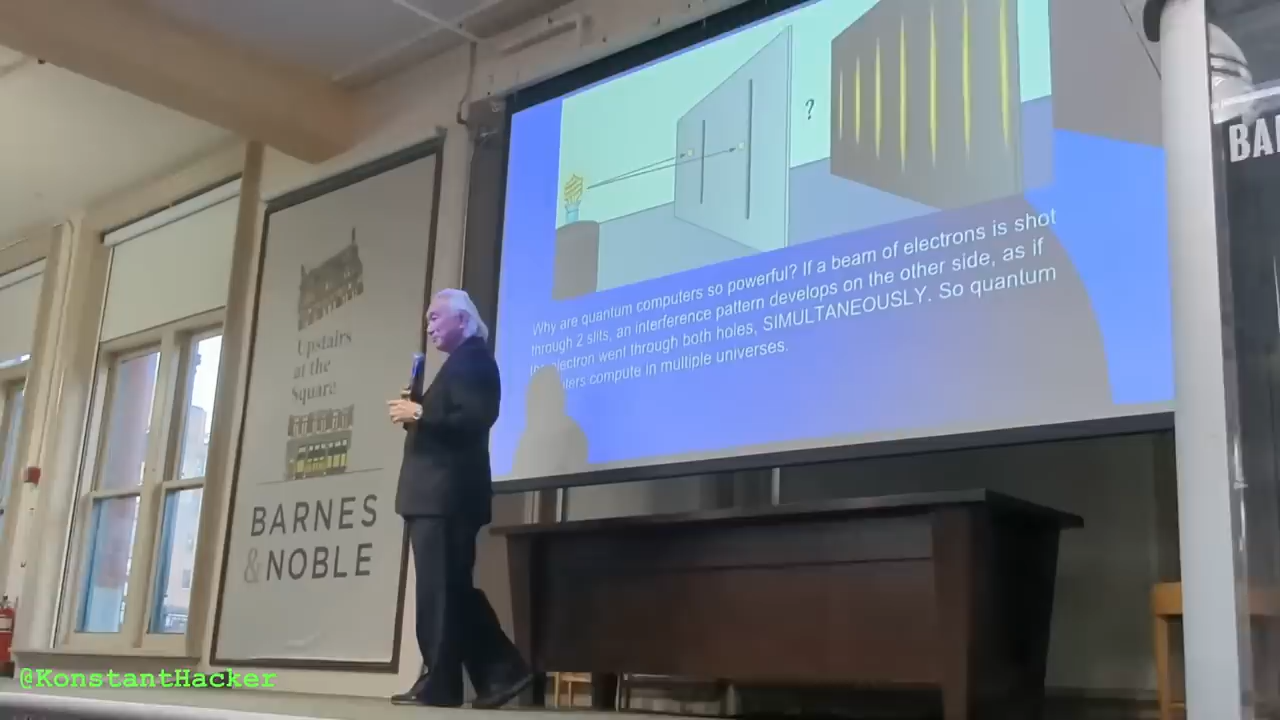 ?
Why are quantum computers so powerful? If a beam of electrons is shot
through 2 slits, an interference pattern develops on the other side, as if
electron went through both holes, SIMULTANEOUSLY. So quantum
compute in multiple universes.
Upstairs
at the
Square
BARNES
&NOBLE
@KonstantHacker